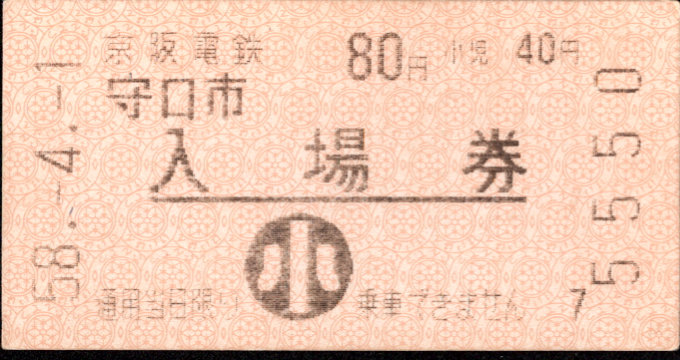 京阪電鉄 80円 小児 40円
守口市
入場券
小
通用当日限り 乗車できません 7
58.-4.-1
5550